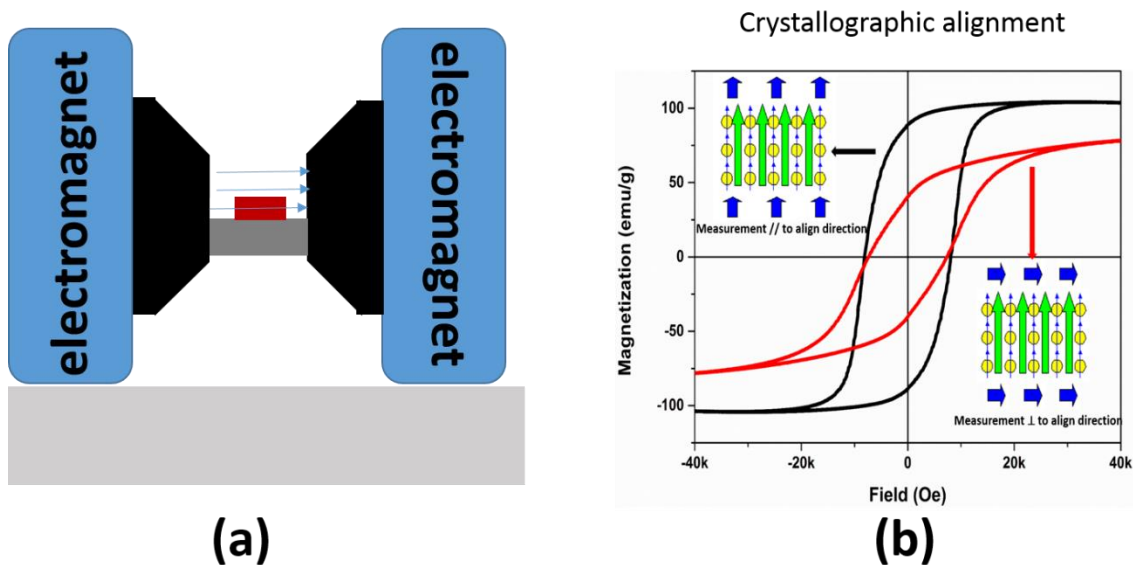 electromagnet
electromagnet
(a)
Crystallographic alignment
Magnetization (emu/g)
100
50
0
-50
-100
Measurement // to align direction
Measurement ⊥ to align direction
-40k
-20k
0
20k
40k
Field (Oe)
(b)